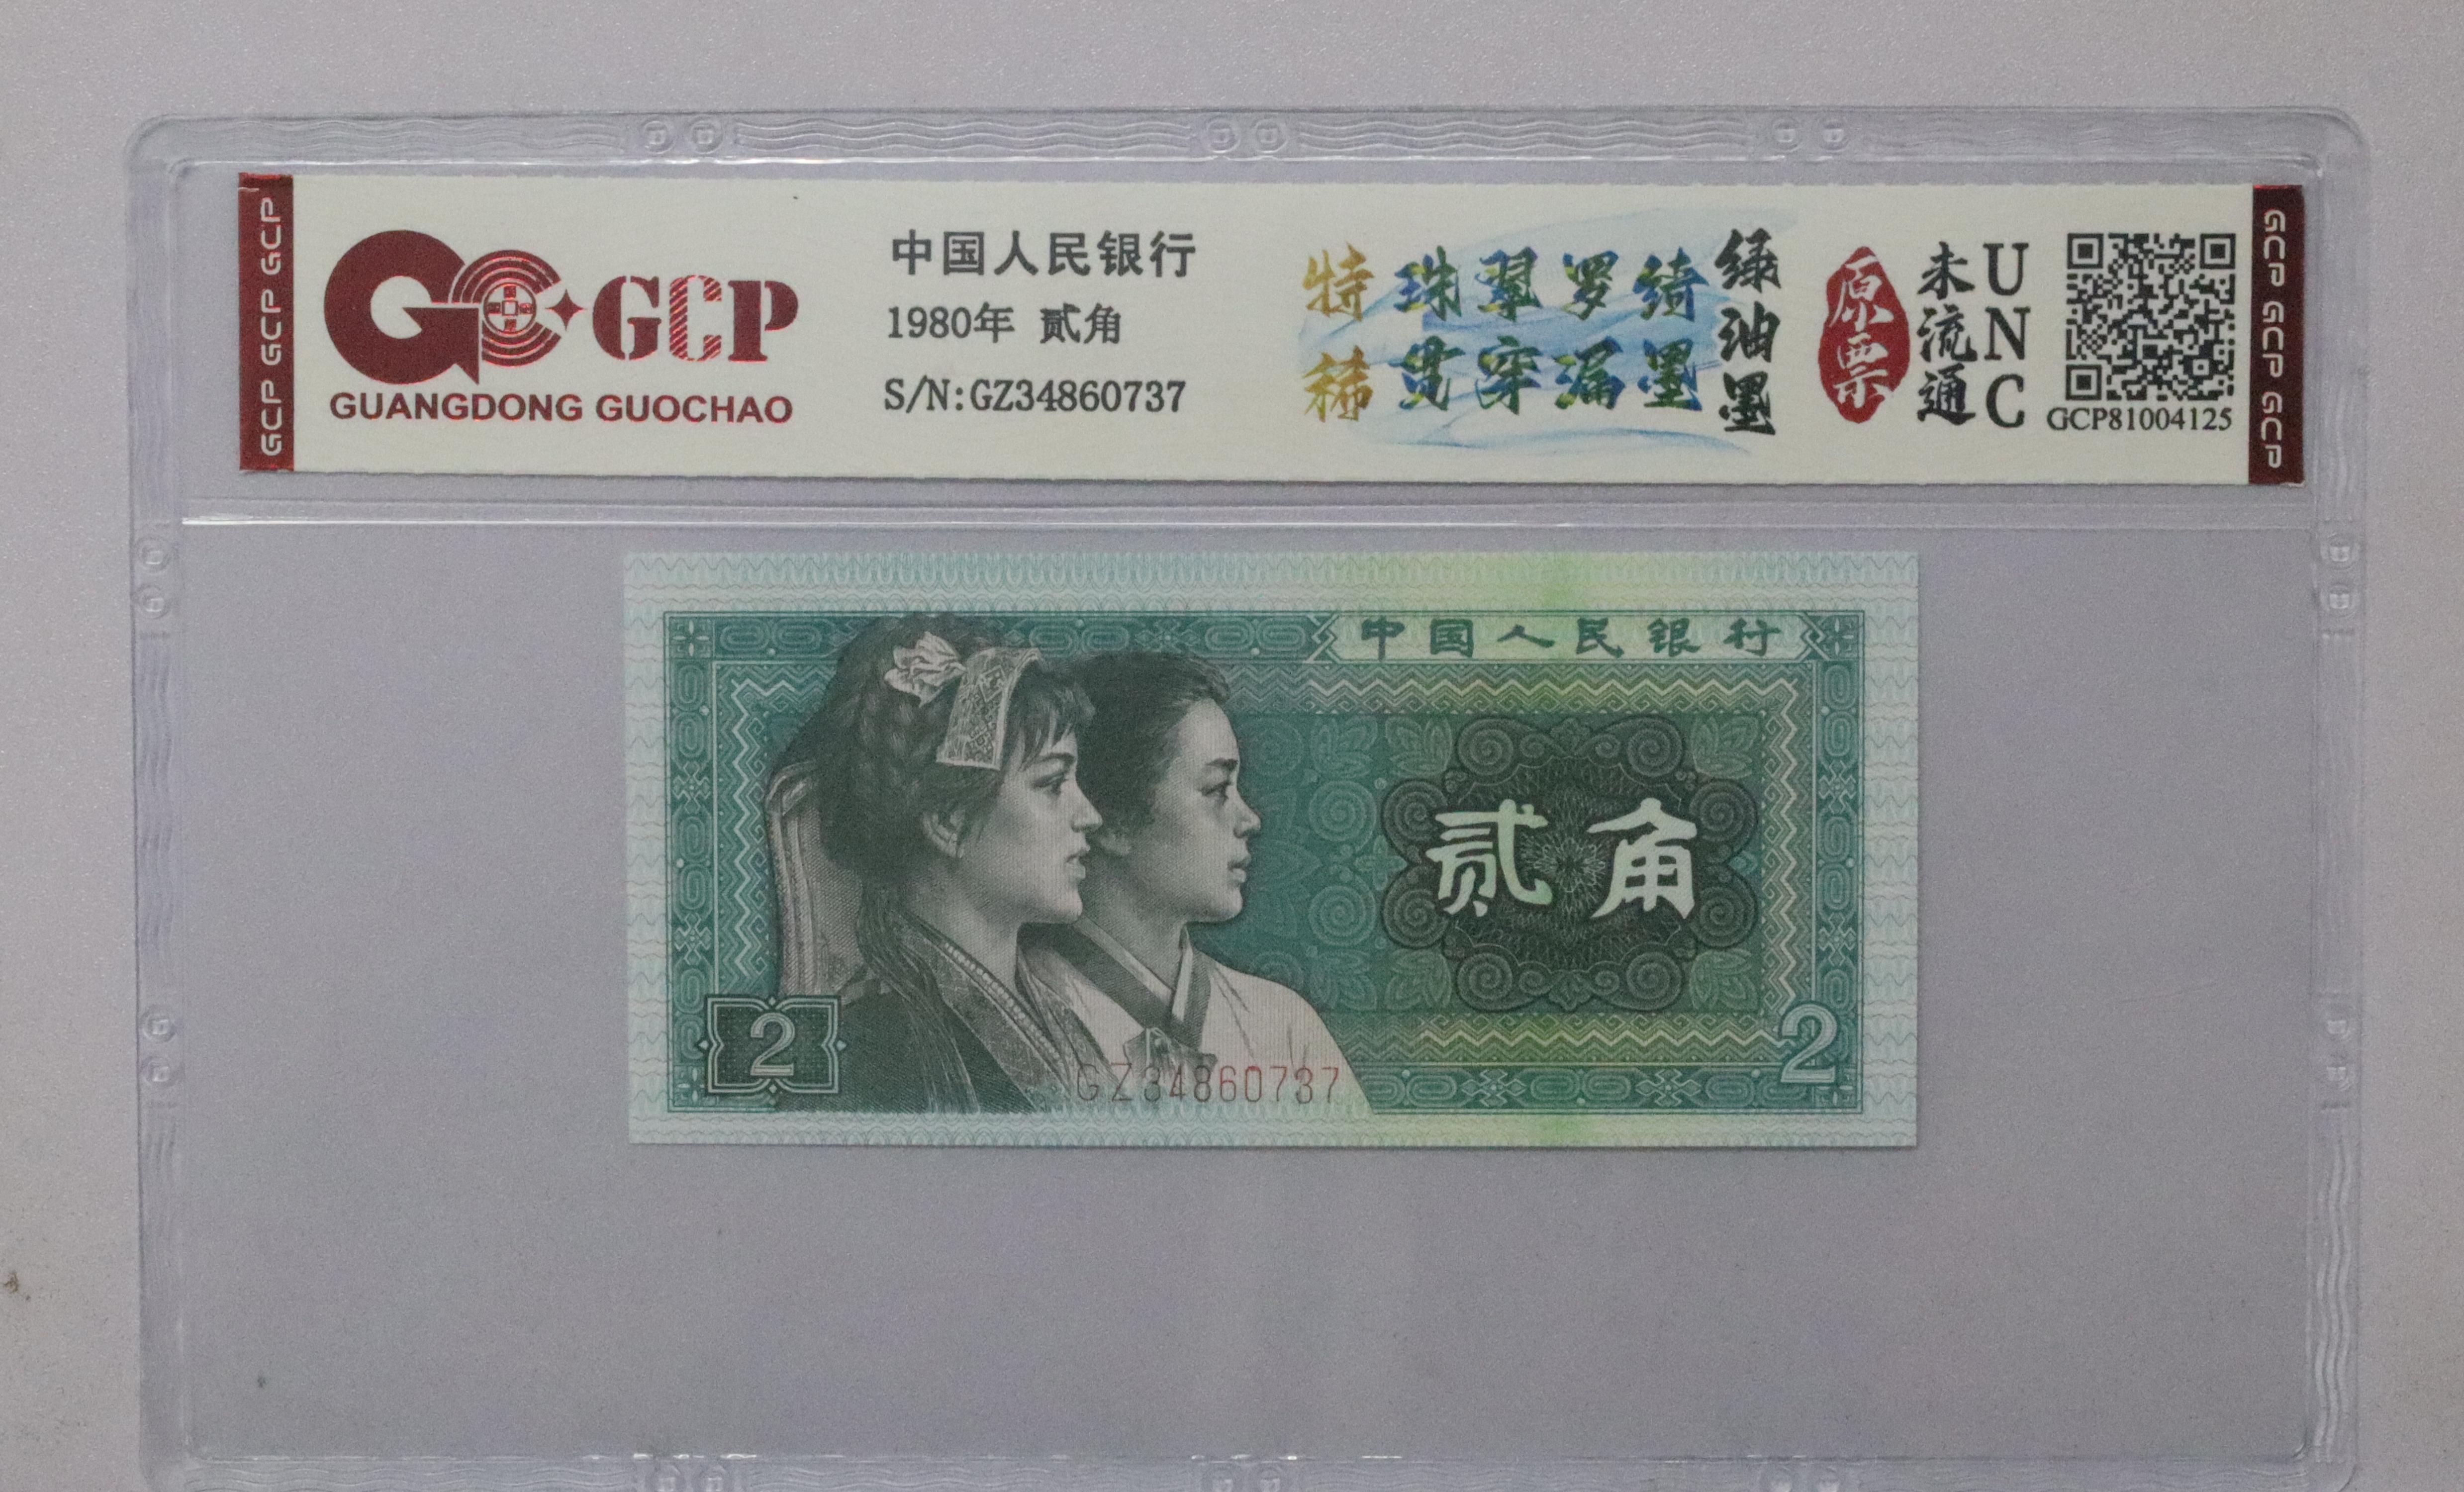 GCP GCP GCP
GCP
GUANGDONG GUOCHAO
中国人民银行
1980年 贰角
S/N:GZ34860737
特稀
珠翠罗绮
贯穿漏墨
绿油墨
原票
未流通
UNC
GCP81004125
GCP GCP GCP
中国人民银行
贰角
2
GZ34860737
2